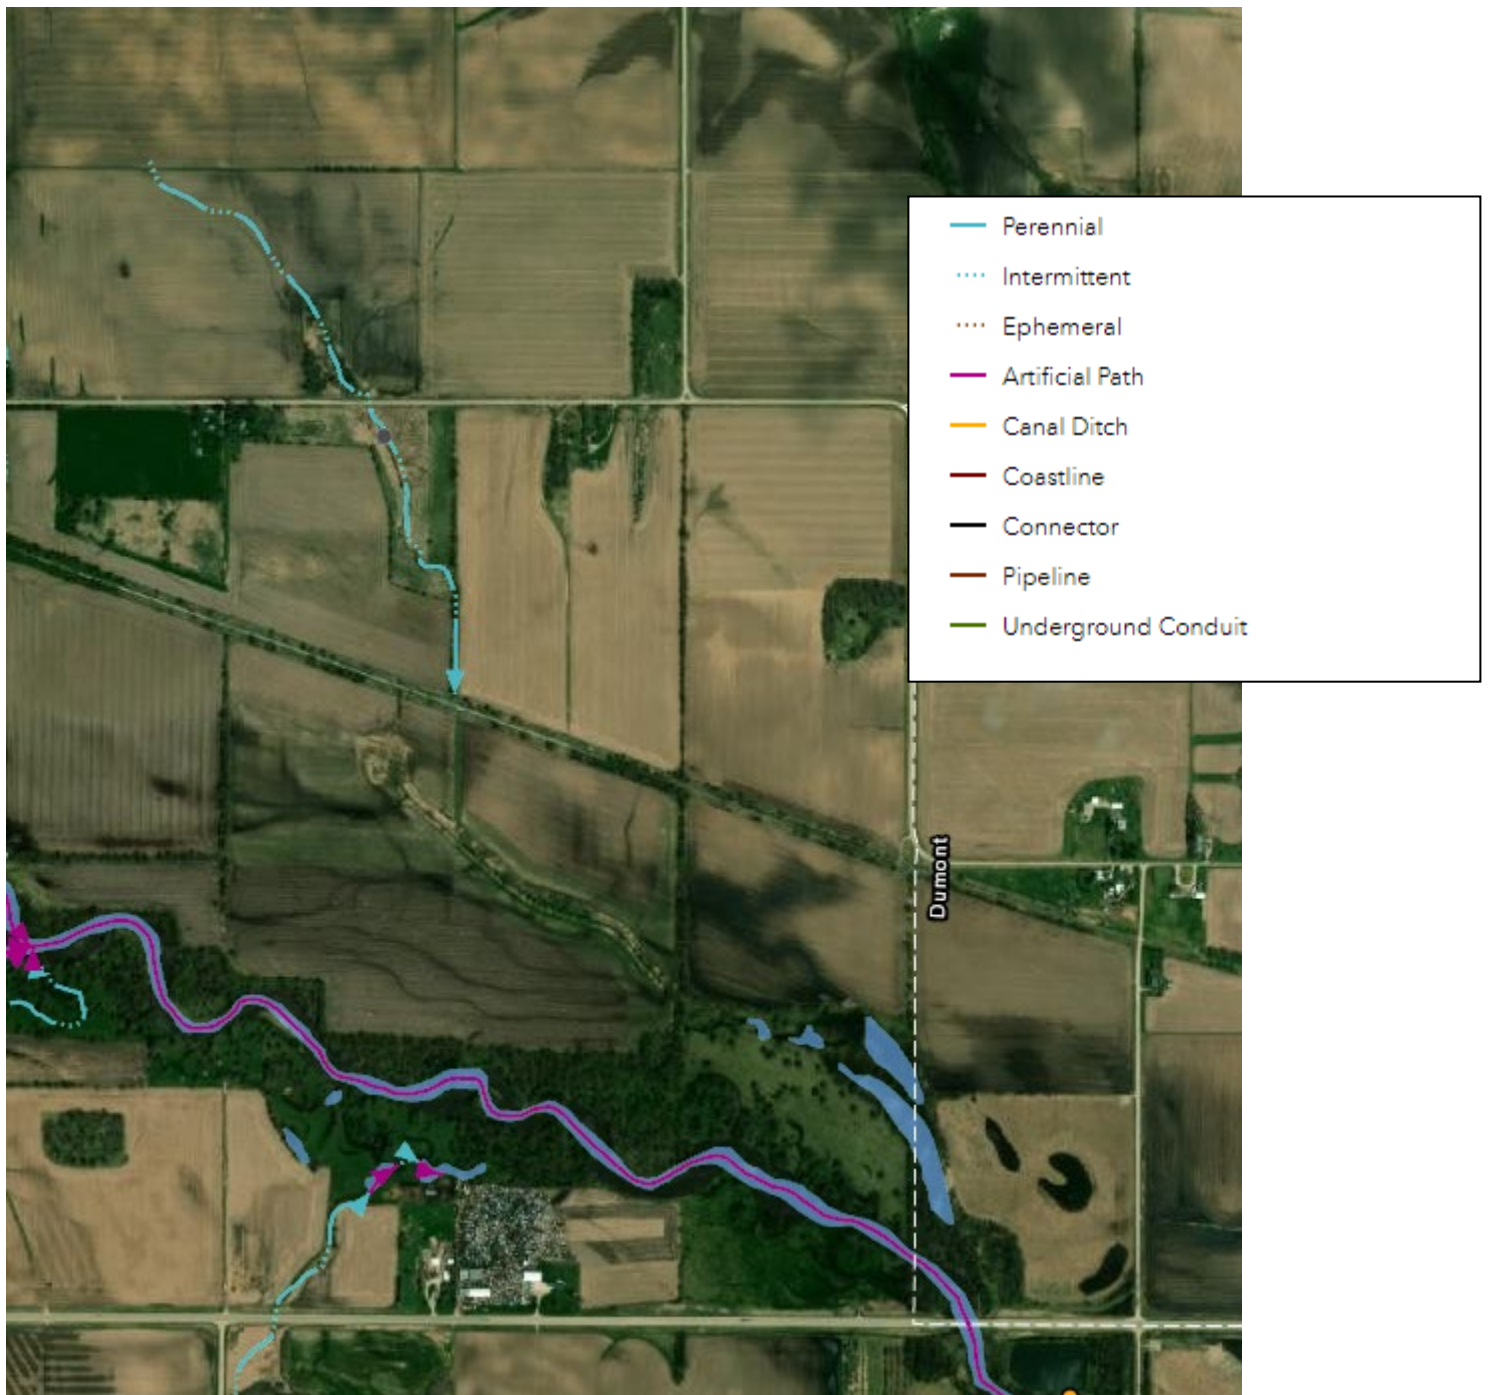 Perennial
Intermittent
Ephemeral
Artificial Path
Canal Ditch
Coastline
Connector
Pipeline
Underground Conduit
Dumont